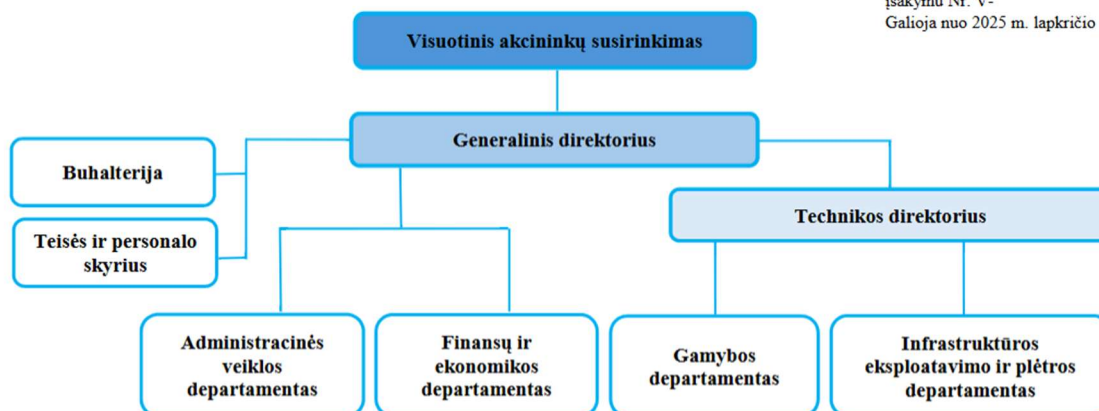 įsakymu Nr. V-
Galioja nuo 2025 m. lapkričio
Visuotinis akcininkų susirinkimas
Generalinis direktorius
Buhalterija
Technikos direktorius
Teisės ir personalo
skyrius
Administracinės
veiklos
departamentas
Finansų ir
ekonomikos
departamentas
Gamybos
departamentas
Infrastruktūros
eksploatavimo ir plėtros
departamentas